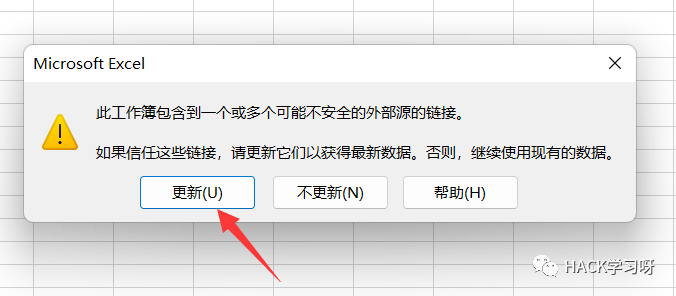 Microsoft Excel
此工作簿包含到一个或多个可能不安全的外部源的链接。
如果信任这些链接，请更新它们以获得最新数据。否则，继续使用现有的数据。
更新(U) 不更新(N) 帮助(H)
HACK学习呀